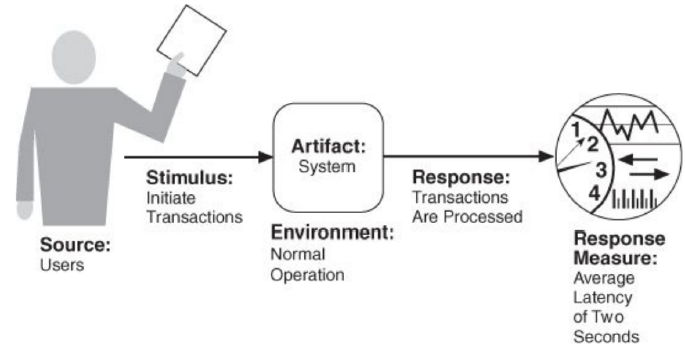 Source:
Users
Stimulus:
Initiate
Transactions
Artifact:
System
Environment:
Normal
Operation
Response:
Transactions
Are Processed
1
2
3
4
Response
Measure:
Average
Latency
of Two
Seconds